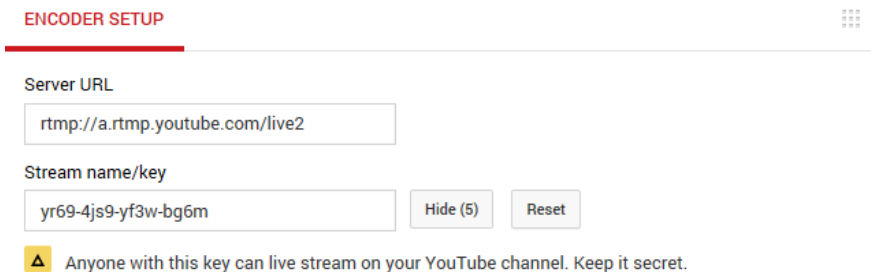 ENCODER SETUP
Server URL
rtmp://a.rtmp.youtube.com/live2
Stream name/key
yr69-4js9-yf3w-bg6m
Hide (5)
Reset
Anyone with this key can live stream on your YouTube channel. Keep it secret.